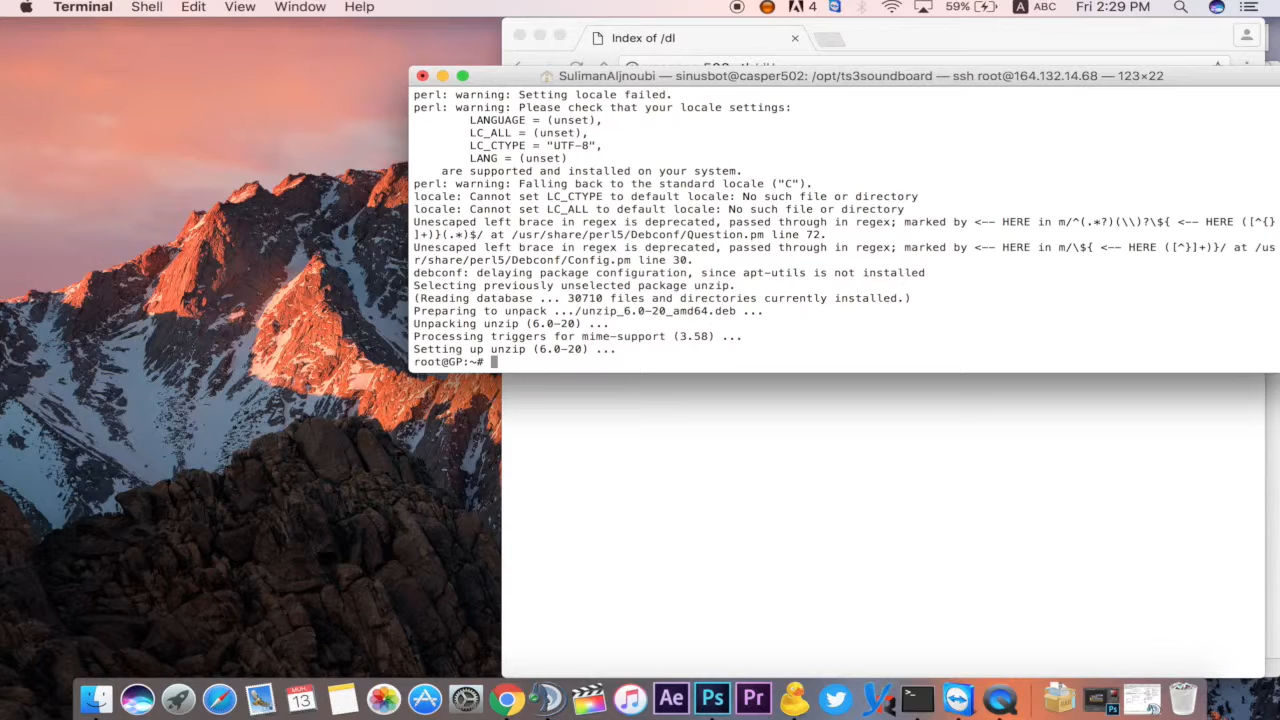 Terminal Shell Edit View Window Help 4 59% A ABC Fri 2:29 PM
Index of /dl
SulimanAljnoubi — sinusbot@casper502: /opt/ts3soundboard — ssh root@164.132.14.68 — 123×22
perl: warning: Setting locale failed.
perl: warning: Please check that your locale settings:
LANGUAGE = (unset),
LC_ALL = (unset),
LC_CTYPE = "UTF-8",
LANG = (unset)
are supported and installed on your system.
perl: warning: Falling back to the standard locale ("C").
locale: Cannot set LC_CTYPE to default locale: No such file or directory
locale: Cannot set LC_ALL to default locale: No such file or directory
Unescaped left brace in regex is deprecated, passed through in regex; marked by <-- HERE in m/^(.*?)(\\)?\${ <-- HERE ([^{}
]+)}(.*)$/ at /usr/share/perl5/Debconf/Question.pm line 72.
Unescaped left brace in regex is deprecated, passed through in regex; marked by <-- HERE in m/\${ <-- HERE ([^}]+)}/ at /us
r/share/perl5/Debconf/Config.pm line 30.
debconf: delaying package configuration, since apt-utils is not installed
Selecting previously unselected package unzip.
(Reading database ... 30710 files and directories currently installed.)
Preparing to unpack .../unzip_6.0-20_amd64.deb ...
Unpacking unzip (6.0-20) ...
Processing triggers for mime-support (3.58) ...
Setting up unzip (6.0-20) ...
root@GP:~#
13 Ae Ps Pr